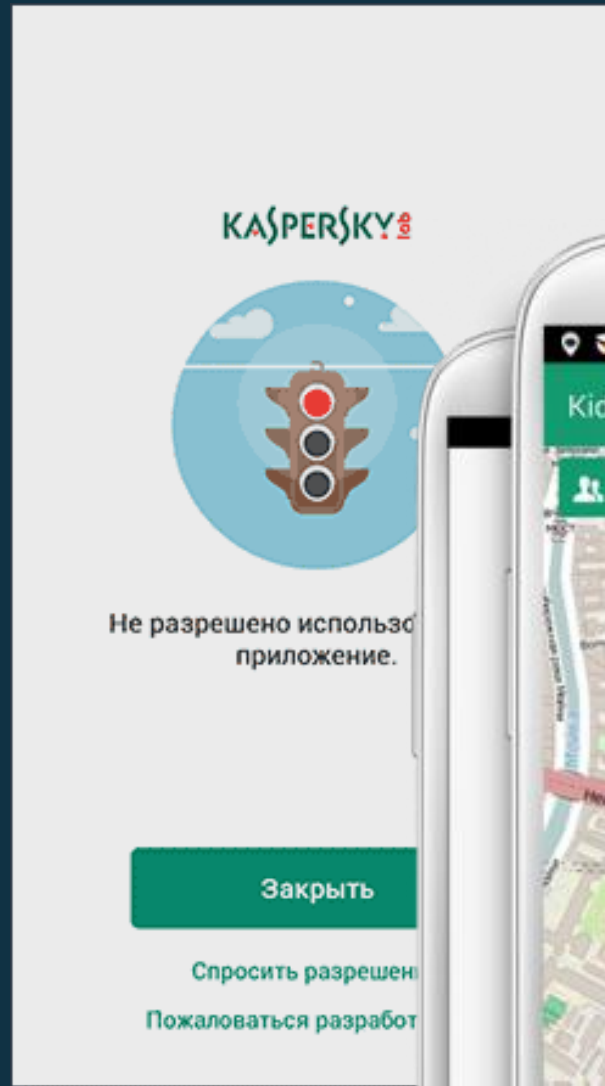 KASPERSKY lab
Kid
Не разрешено использо
приложение.
Закрыть
Спросить разрешен
Пожаловаться разработ